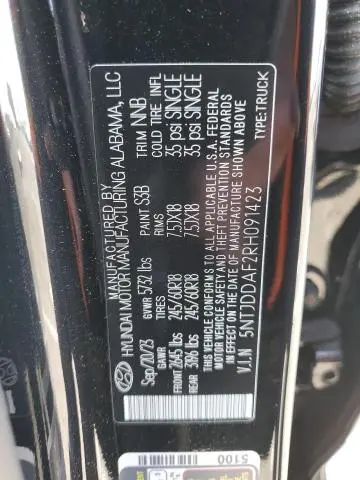 MANUFACTURED BY
HYUNDAI MOTOR MANUFACTURING ALABAMA, LLC
Sep/20/23 GVWR 5732 lbs PAINT S3B TRIM NNB
GAWR TIRES RIMS COLD TIRE INFL
FRONT 2645 lbs 245/60R18 7.5JX18 35 psi SINGLE
REAR 3196 lbs 245/60R18 7.5JX18 35 psi SINGLE
THIS VEHICLE CONFORMS TO ALL APPLICABLE U.S.A. FEDERAL
MOTOR VEHICLE SAFETY AND THEFT PREVENTION STANDARDS
IN EFFECT ON THE DATE OF MANUFACTURE SHOWN ABOVE
V.I.N: 5NTJDDAF2RH091423 TYPE:TRUCK
5100